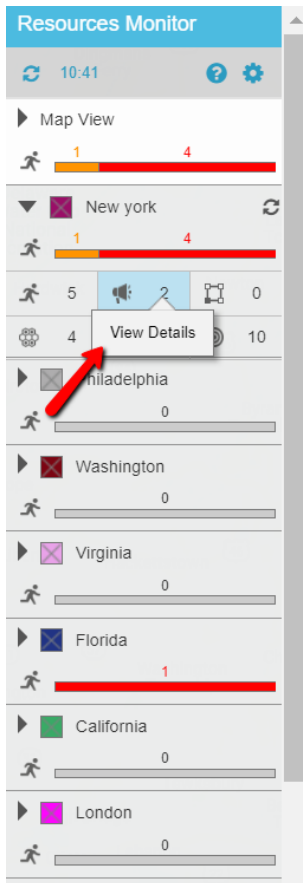 Resources Monitor
10:41
Map View
1 4
New york
1 4
5 2 0
4 10
View Details
hiladelphia
0
Washington
0
Virginia
0
Florida
1
California
0
London
0